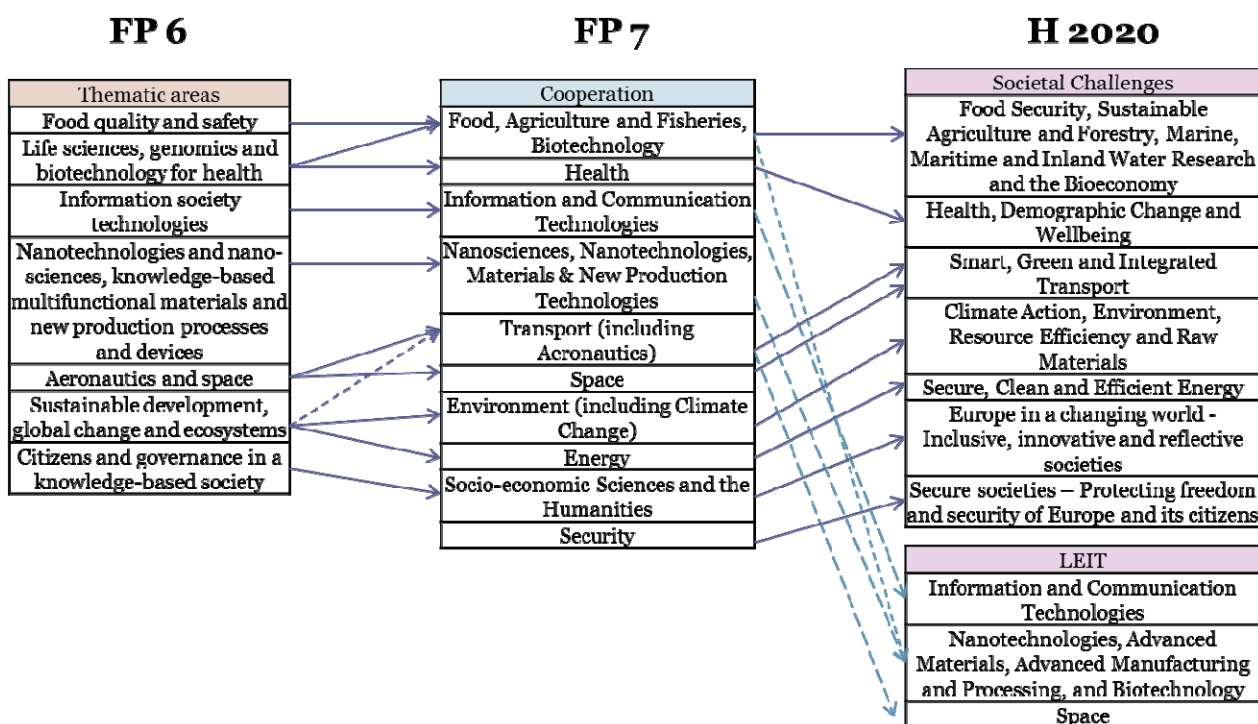 FP 6
Thematic areas
Food quality and safety
Life sciences, genomics and
biotechnology for health
Information society
technologies
Nanotechnologies and nano-
sciences, knowledge-based
multifunctional materials and
new production processes
and devices
Aeronautics and space
Sustainable development,
global change and ecosystems
Citizens and governance in a
knowledge-based society
FP 7
Cooperation
Food, Agriculture and Fisheries,
Biotechnology
Health
Information and Communication
Technologies
Nanosciences, Nanotechnologies,
Materials & New Production
Technologies
Transport (including
Aeronautics)
Space
Environment (including Climate
Change)
Energy
Socio-economic Sciences and the
Humanities
Security
H 2020
Societal Challenges
Food Security, Sustainable
Agriculture and Forestry, Marine,
Maritime and Inland Water Research
and the Bioeconomy
Health, Demographic Change and
Wellbeing
Smart, Green and Integrated
Transport
Climate Action, Environment,
Resource Efficiency and Raw
Materials
Secure, Clean and Efficient Energy
Europe in a changing world -
Inclusive, innovative and reflective
societies
Secure societies – Protecting freedom
and security of Europe and its citizens
LEIT
Information and Communication
Technologies
Nanotechnologies, Advanced
Materials, Advanced Manufacturing
and Processing, and Biotechnology
Space